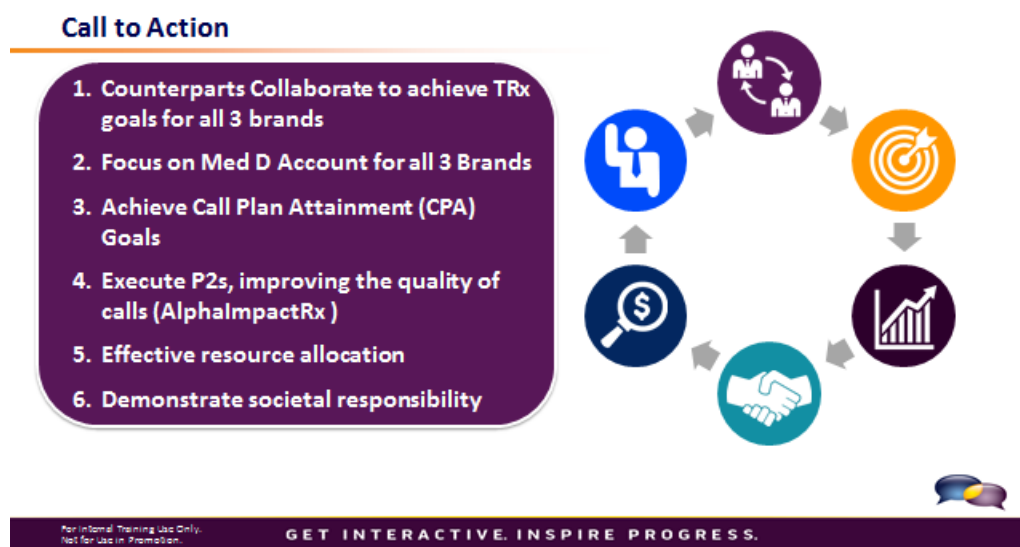 Call to Action
1. Counterparts Collaborate to achieve TRx
goals for all 3 brands
2. Focus on Med D Account for all 3 Brands
3. Achieve Call Plan Attainment (CPA)
Goals
4. Execute P2s, improving the quality of
calls (AlphaImpactRx )
5. Effective resource allocation
6. Demonstrate societal responsibility
$
For Internal Training Use Only.
Not for Use in Promotion.
GET INTERACTIVE. INSPIRE PROGRESS.